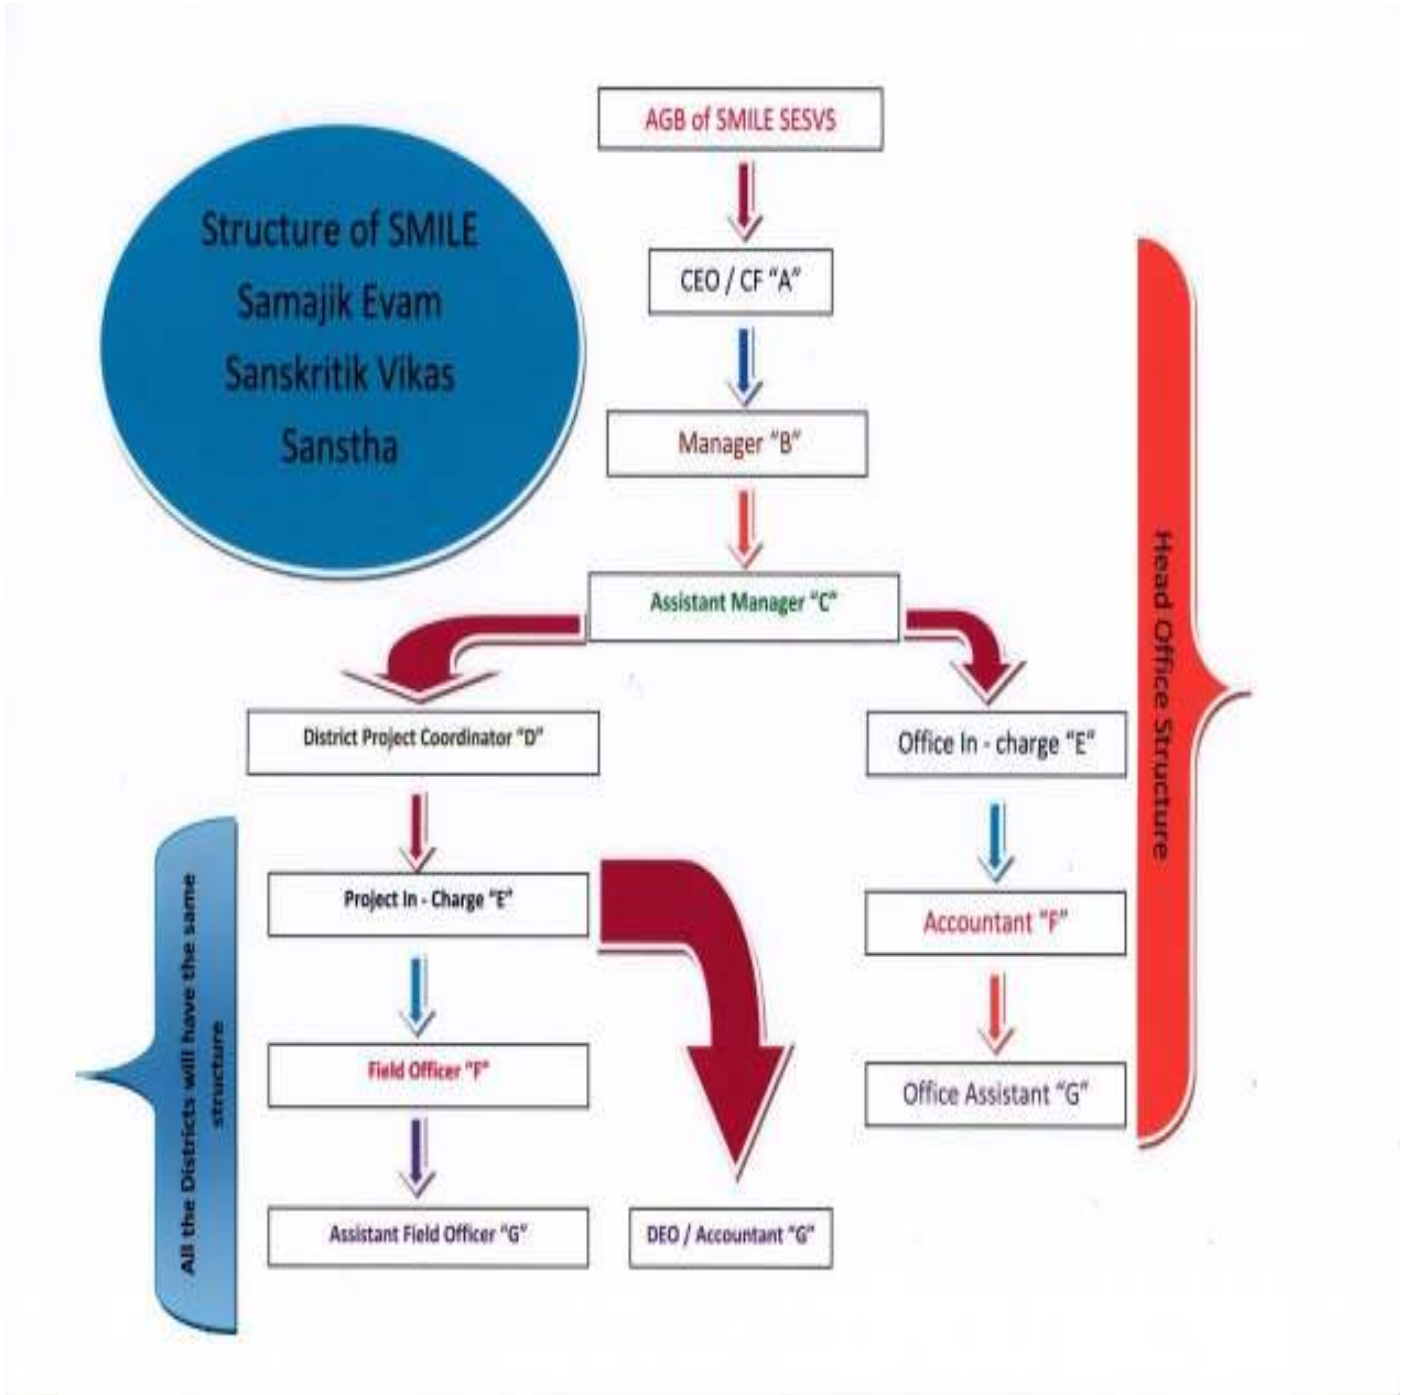 AGB of SMILE SESVS
Structure of SMILE
Samajik Evam
Sanskritik Vikas
Sanstha
CEO / CF “A”
Manager “B”
Assistant Manager “C”
District Project Coordinator “D”
Office In - charge “E”
Project In - Charge “E”
Accountant “F”
Field Officer “F”
Office Assistant “G”
Assistant Field Officer “G”
DEO / Accountant “G”
Head Office Structure
All the Districts will have the same
structure